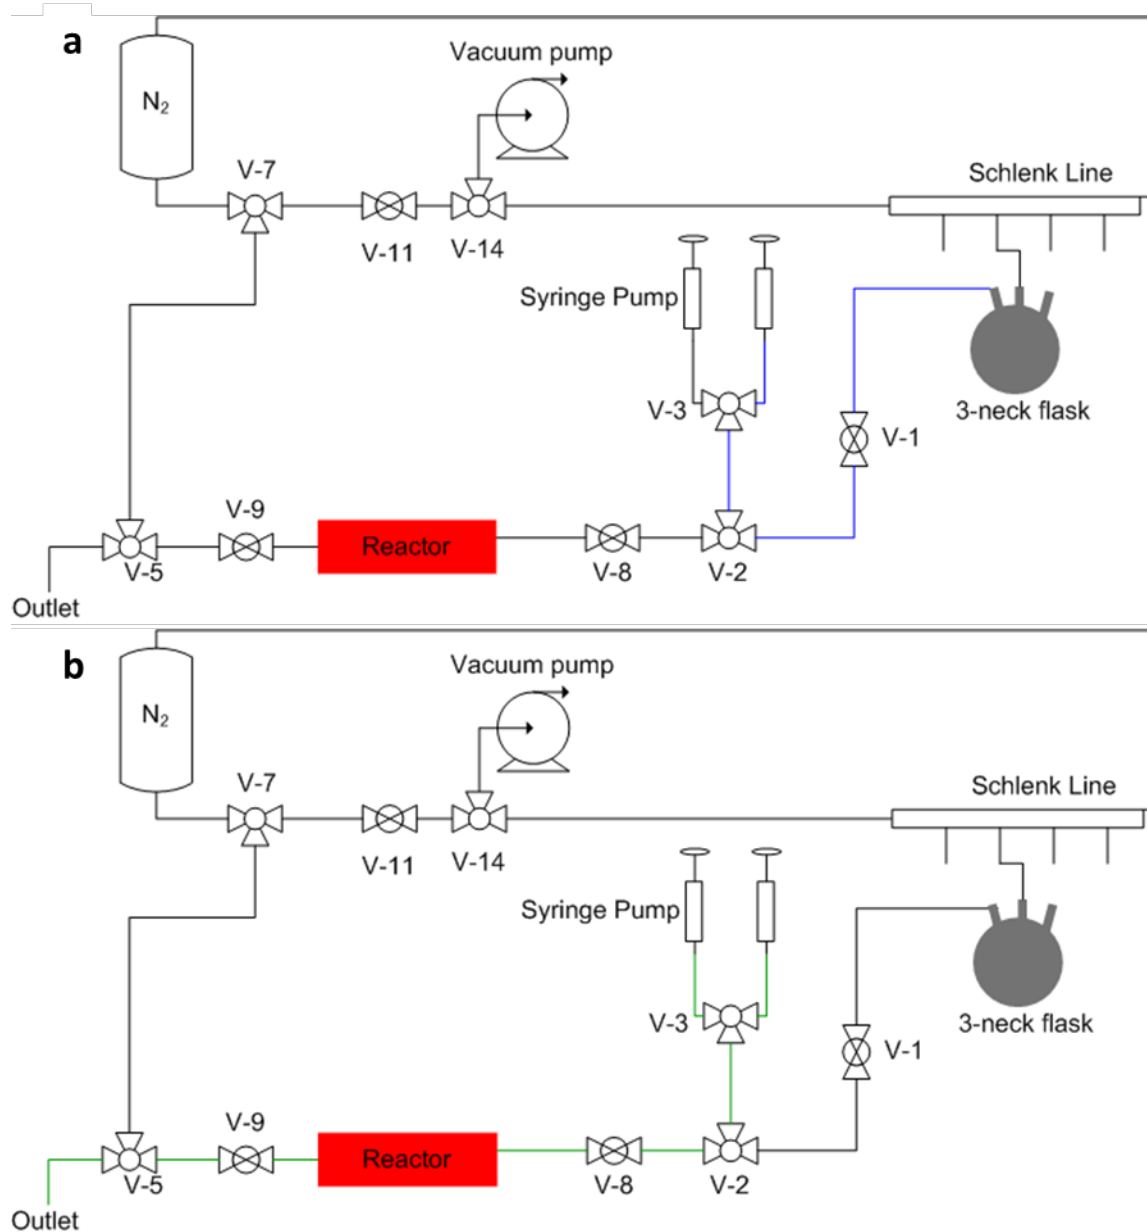 a
Vacuum pump
N2
V-7
Schlenk Line
V-11
V-14
Syringe Pump
V-3
3-neck flask
V-1
V-9
Reactor
V-5
V-8
V-2
Outlet
b
Vacuum pump
N2
V-7
Schlenk Line
V-11
V-14
Syringe Pump
V-3
3-neck flask
V-1
V-9
Reactor
V-5
V-8
V-2
Outlet